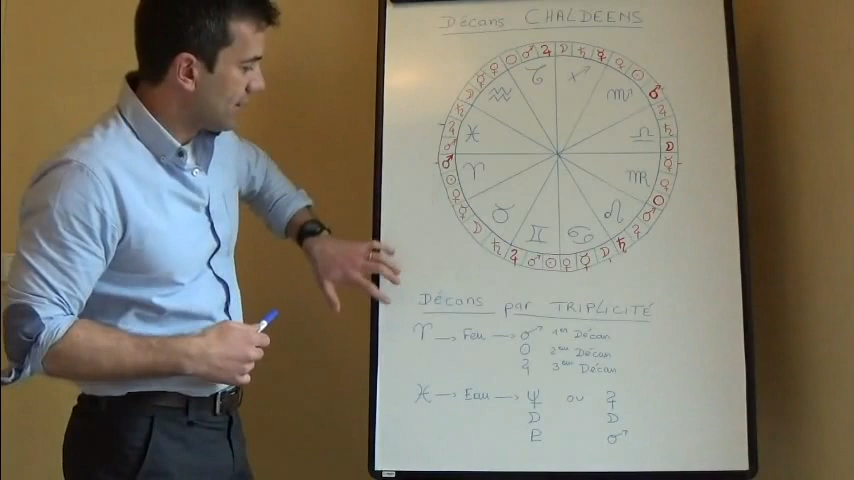 Décans CHALDEENS
♑ ♐
♒ ♏
♓ ♎
♈ ♍
♉ ♌
♊ ♋
Décans par TRIPLICITÉ
♈ → Feu → ♂ 1er Décan
☉ 2ème Décan
♃ 3ème Décan
♓ → Eau → ♆ ou ♃
☽ ☽
♇ ♂